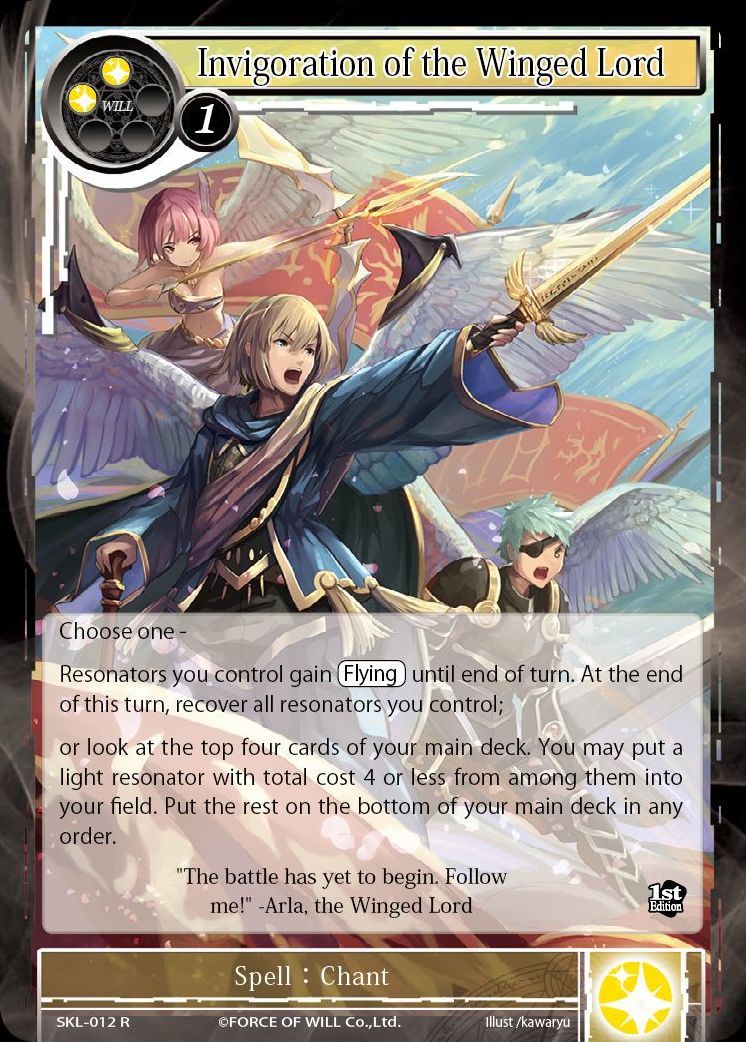 Invigoration of the Winged Lord
WILL
1
Choose one -
Resonators you control gain Flying until end of turn. At the end
of this turn, recover all resonators you control;
or look at the top four cards of your main deck. You may put a
light resonator with total cost 4 or less from among them into
your field. Put the rest on the bottom of your main deck in any
order.
"The battle has yet to begin. Follow
me!" -Arla, the Winged Lord
1st
Edition
Spell : Chant
SKL-012 R
©FORCE OF WILL Co.,Ltd.
Illust /kawaryu